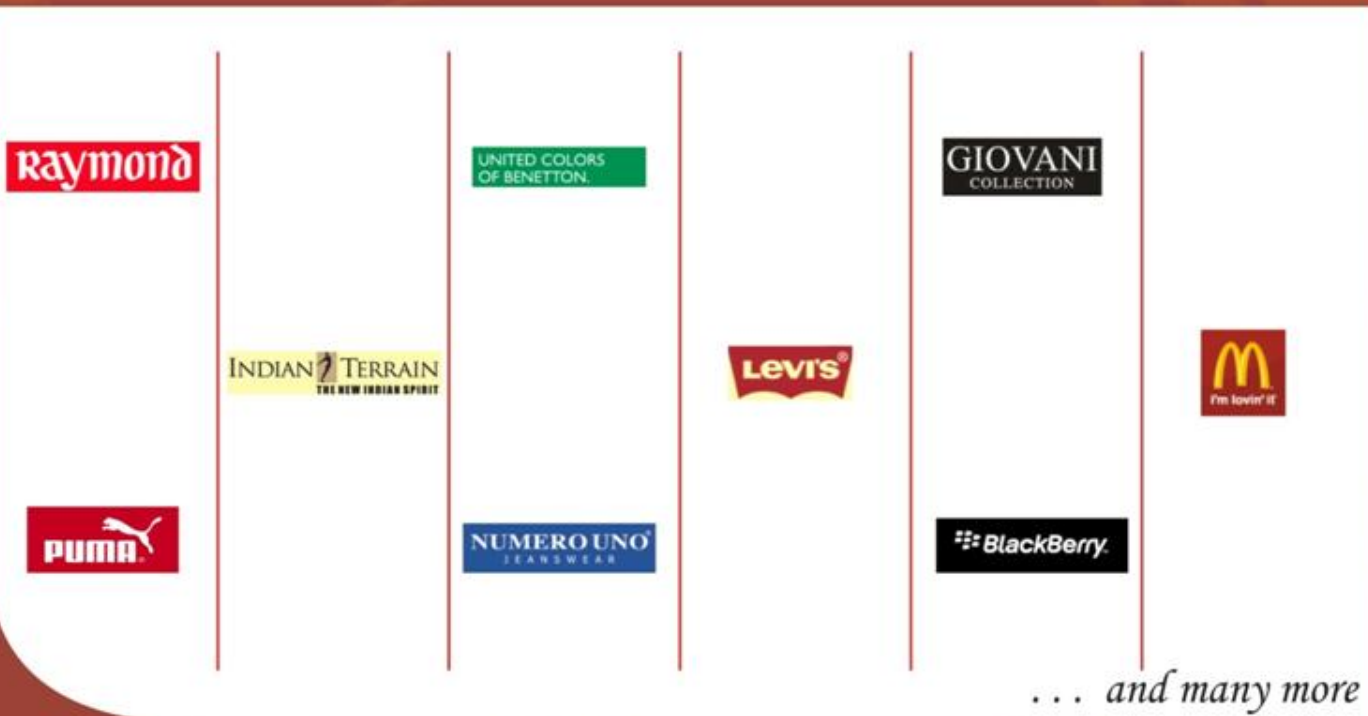 Raymond
UNITED COLORS
OF BENETTON.
GIOVANI
COLLECTION
INDIAN TERRAIN
THE NEW INDIAN SPIRIT
LEVI'S®
M
I'm lovin' it
PUMA
NUMERO UNO
JEANSWEAR
BlackBerry
... and many more